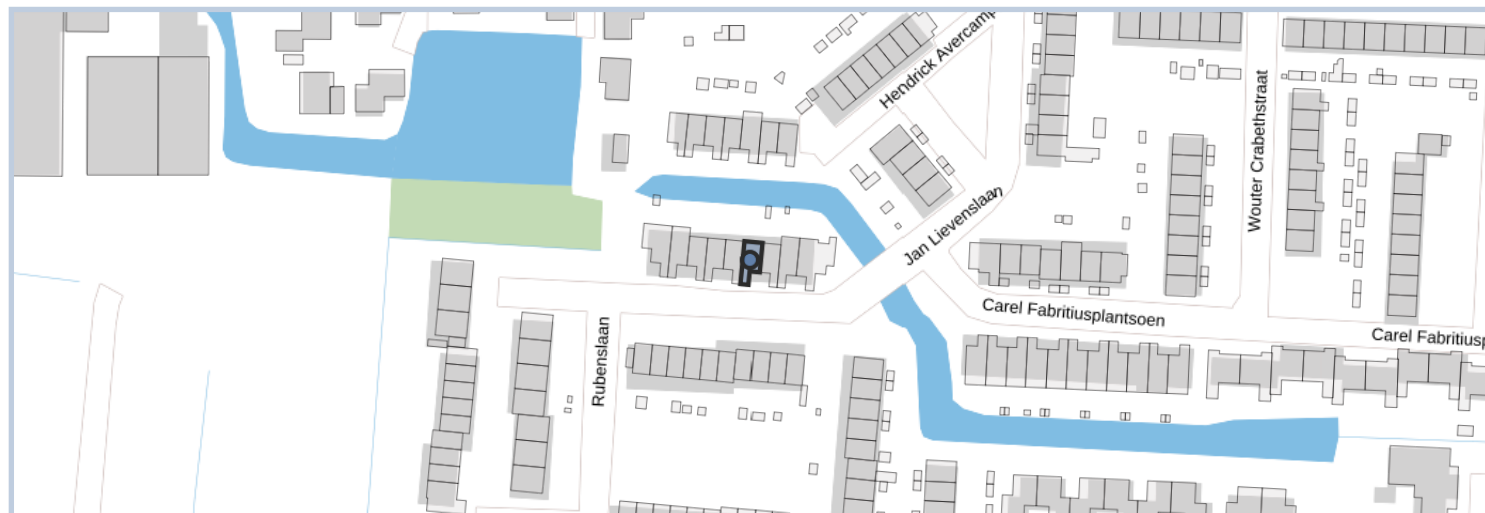 Hendrick Avercamp
Wouter Crabethstraat
Jan Lievenslaan
Carel Fabritiusplantsoen
Carel Fabritiusp
Rubenslaan